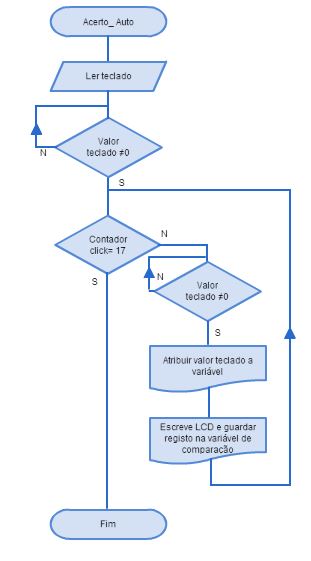 Acerto_ Auto
Ler teclado
Valor
teclado ≠0
N
S
Contador
click= 17
N
S
Valor
teclado ≠0
N
S
Atribuir valor teclado a
variável
Escreve LCD e guardar
registo na variável de
comparacão
Fim